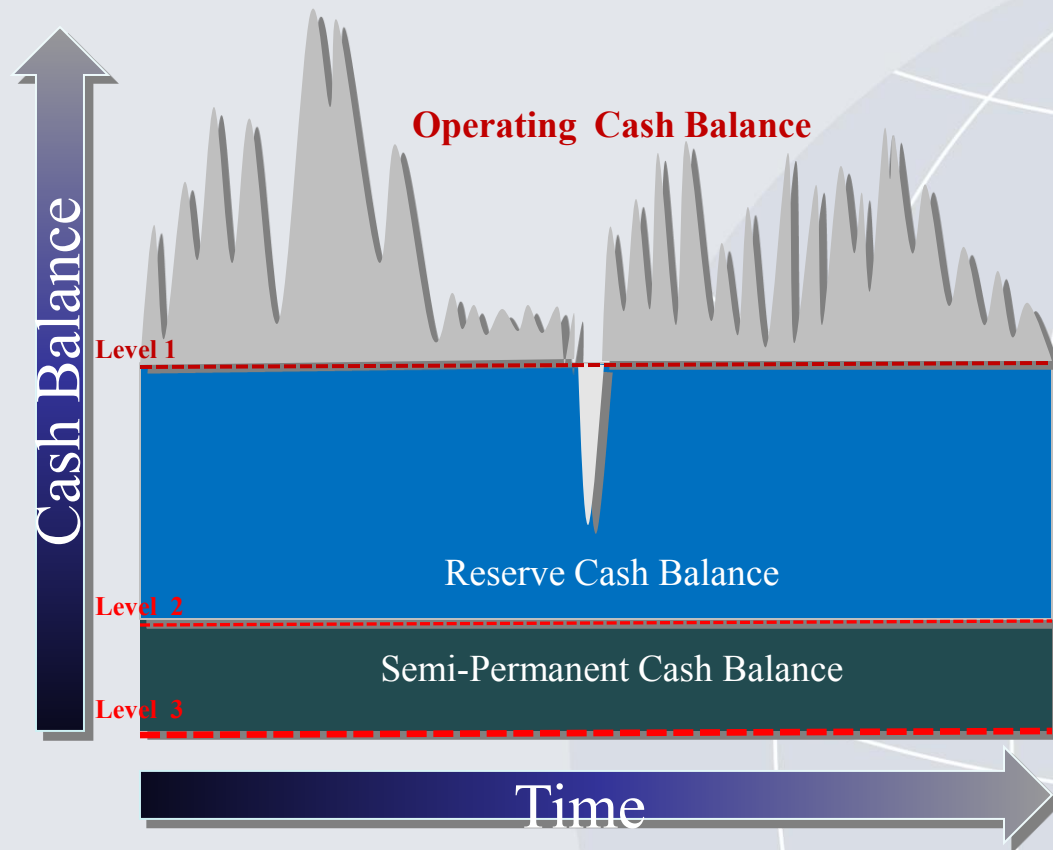 Operating Cash Balance
Cash Balance
Level 1
Reserve Cash Balance
Level 2
Semi-Permanent Cash Balance
Level 3
Time